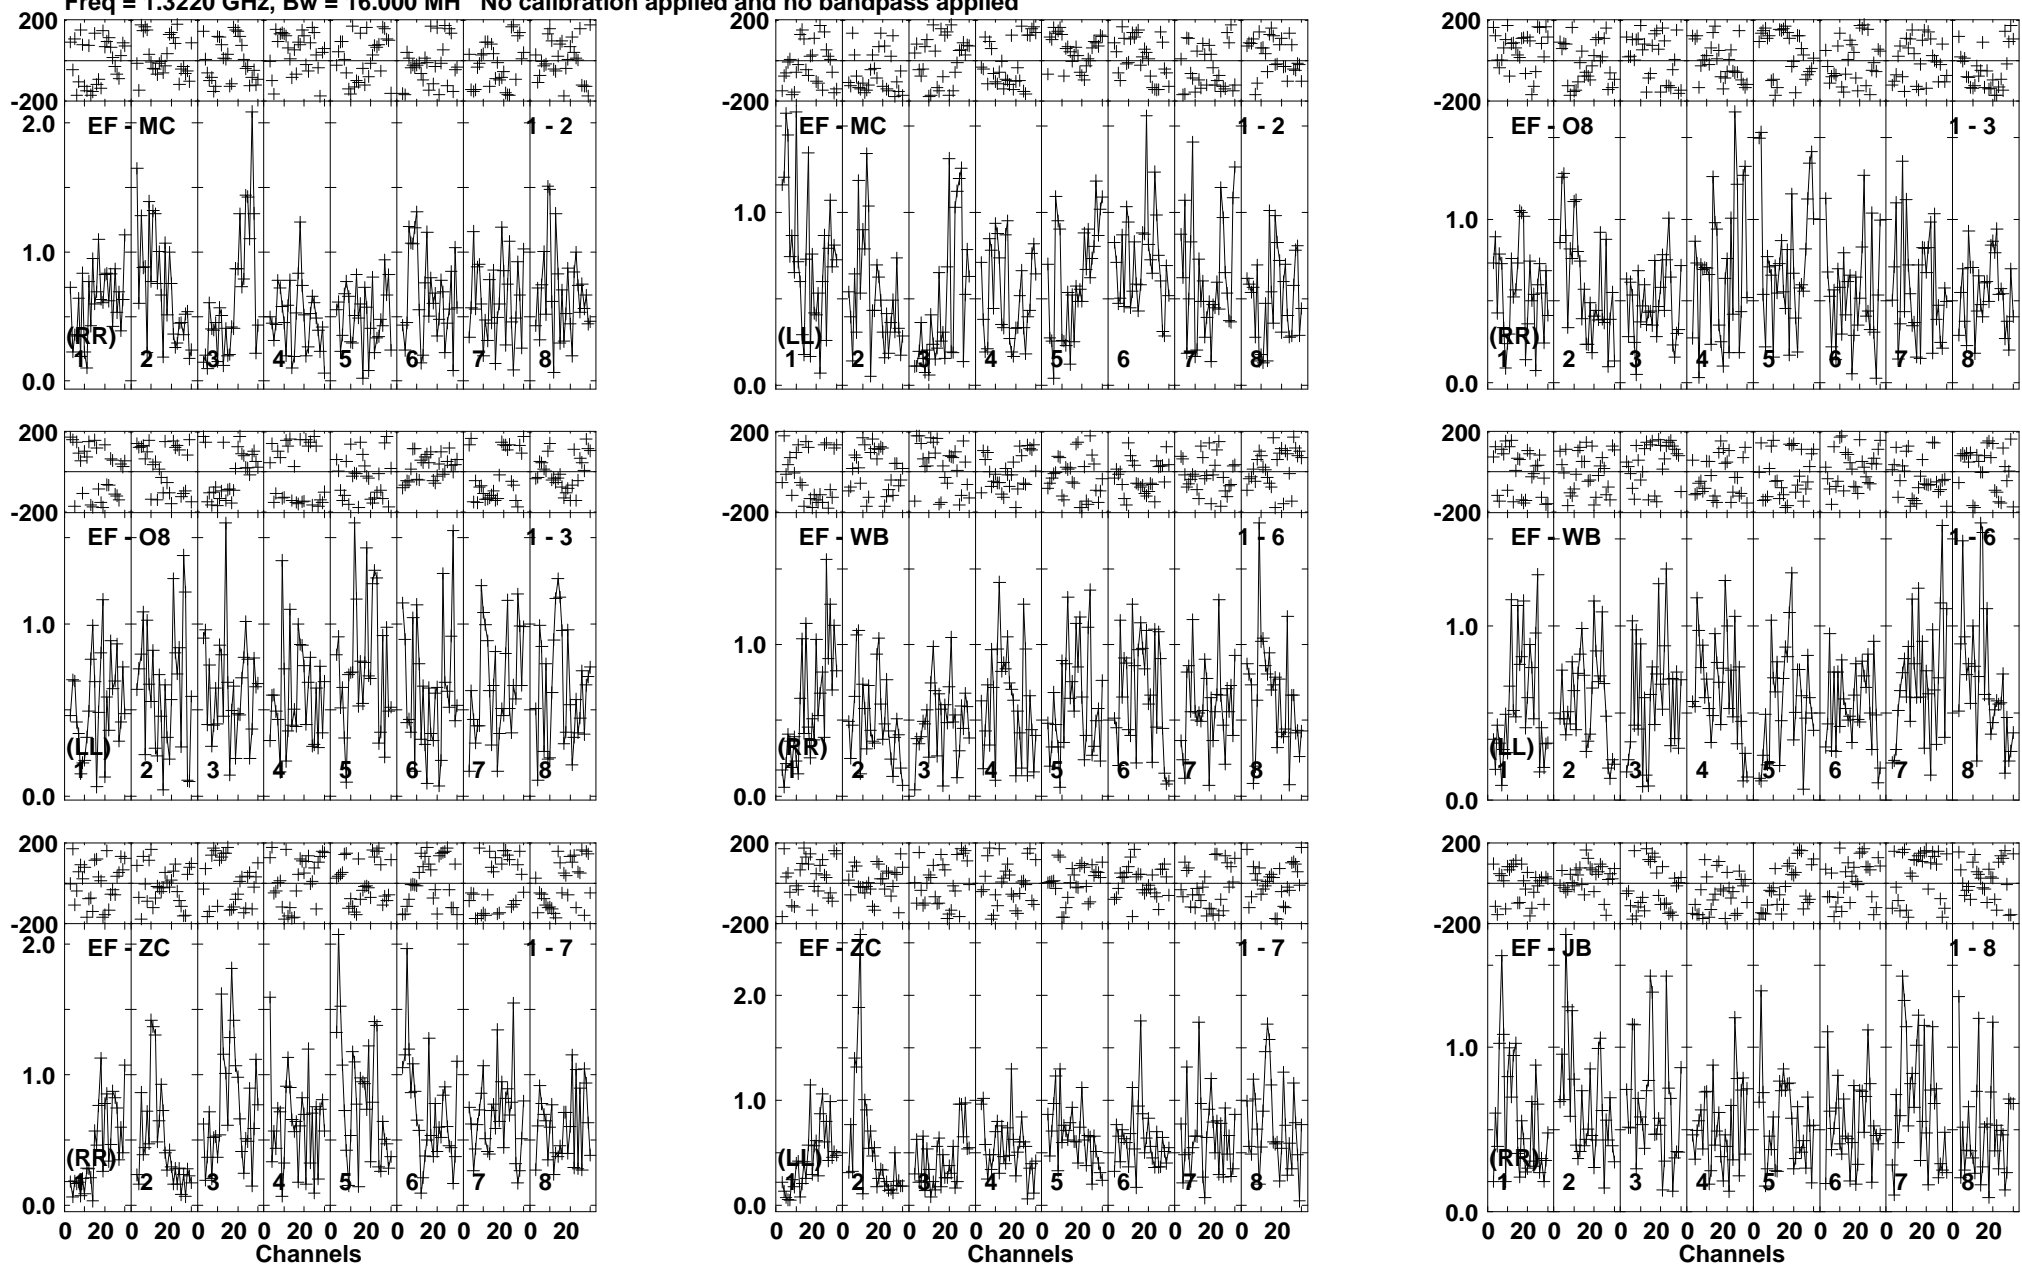 Freq = 1.3220 GHz, Bw = 16.000 MH No calibration applied and no bandpass applied
200
-200
2.0
1.0
0.0
EF - MC
1 - 2
(RR)
1 2 3 4 5 6 7 8
200
-200
1.0
0.0
EF - MC
1 - 2
(LL)
1 2 3 4 5 6 7 8
200
-200
1.0
0.0
EF - O8
1 - 3
(RR)
1 2 3 4 5 6 7 8
200
-200
1.0
0.0
EF - O8
1 - 3
(LL)
1 2 3 4 5 6 7 8
200
-200
1.0
0.0
EF - WB
1 - 6
(RR)
1 2 3 4 5 6 7 8
200
-200
1.0
0.0
EF - WB
1 - 6
(LL)
1 2 3 4 5 6 7 8
200
-200
2.0
1.0
0.0
EF - ZC
1 - 7
(RR)
1 2 3 4 5 6 7 8
0 20 0 20 0 20 0 20 0 20 0 20 0 20 0 20
Channels
200
-200
2.0
1.0
0.0
EF - ZC
1 - 7
(LL)
1 2 3 4 5 6 7 8
0 20 0 20 0 20 0 20 0 20 0 20 0 20 0 20
Channels
200
-200
1.0
0.0
EF - JB
1 - 8
(RR)
1 2 3 4 5 6 7 8
0 20 0 20 0 20 0 20 0 20 0 20 0 20 0 20
Channels